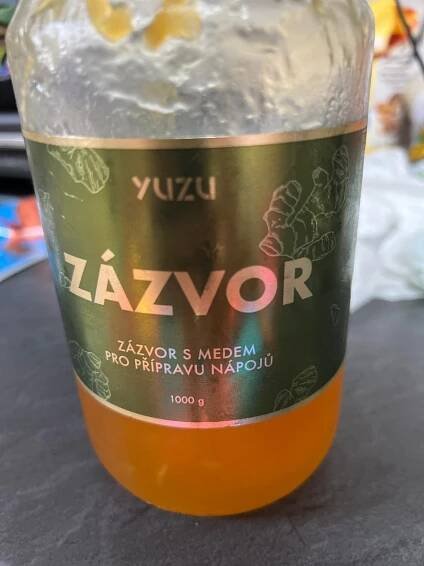 YUZU
ZÁZVOR
ZÁZVOR S MEDEM
PRO PŘÍPRAVU NÁPOJŮ
1000 g